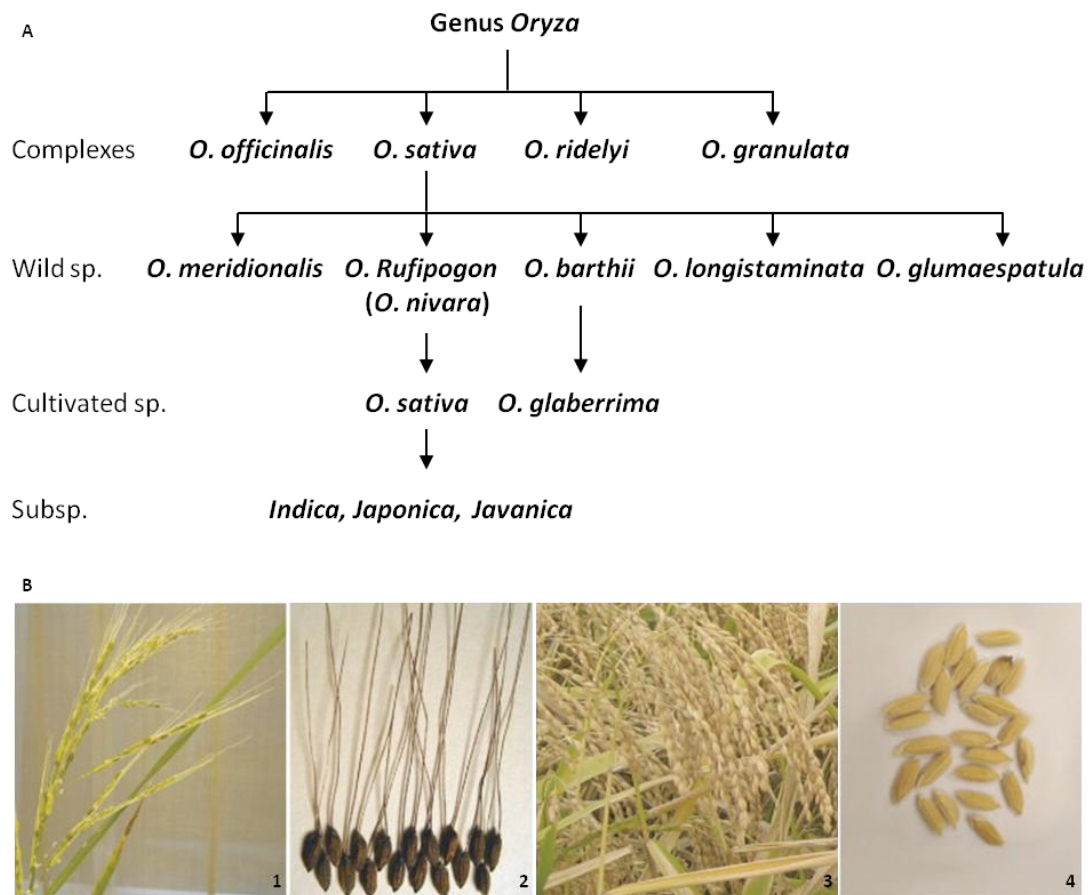 A
Genus Oryza
Complexes O. officinalis O. sativa O. ridelyi O. granulata
Wild sp. O. meridionalis O. Rufipogon O. barthii O. longistaminata O. glumaespatula
(O. nivara)
Cultivated sp. O. sativa O. glaberrima
Subsp. Indica, Japonica, Javanica
B
1 2 3 4